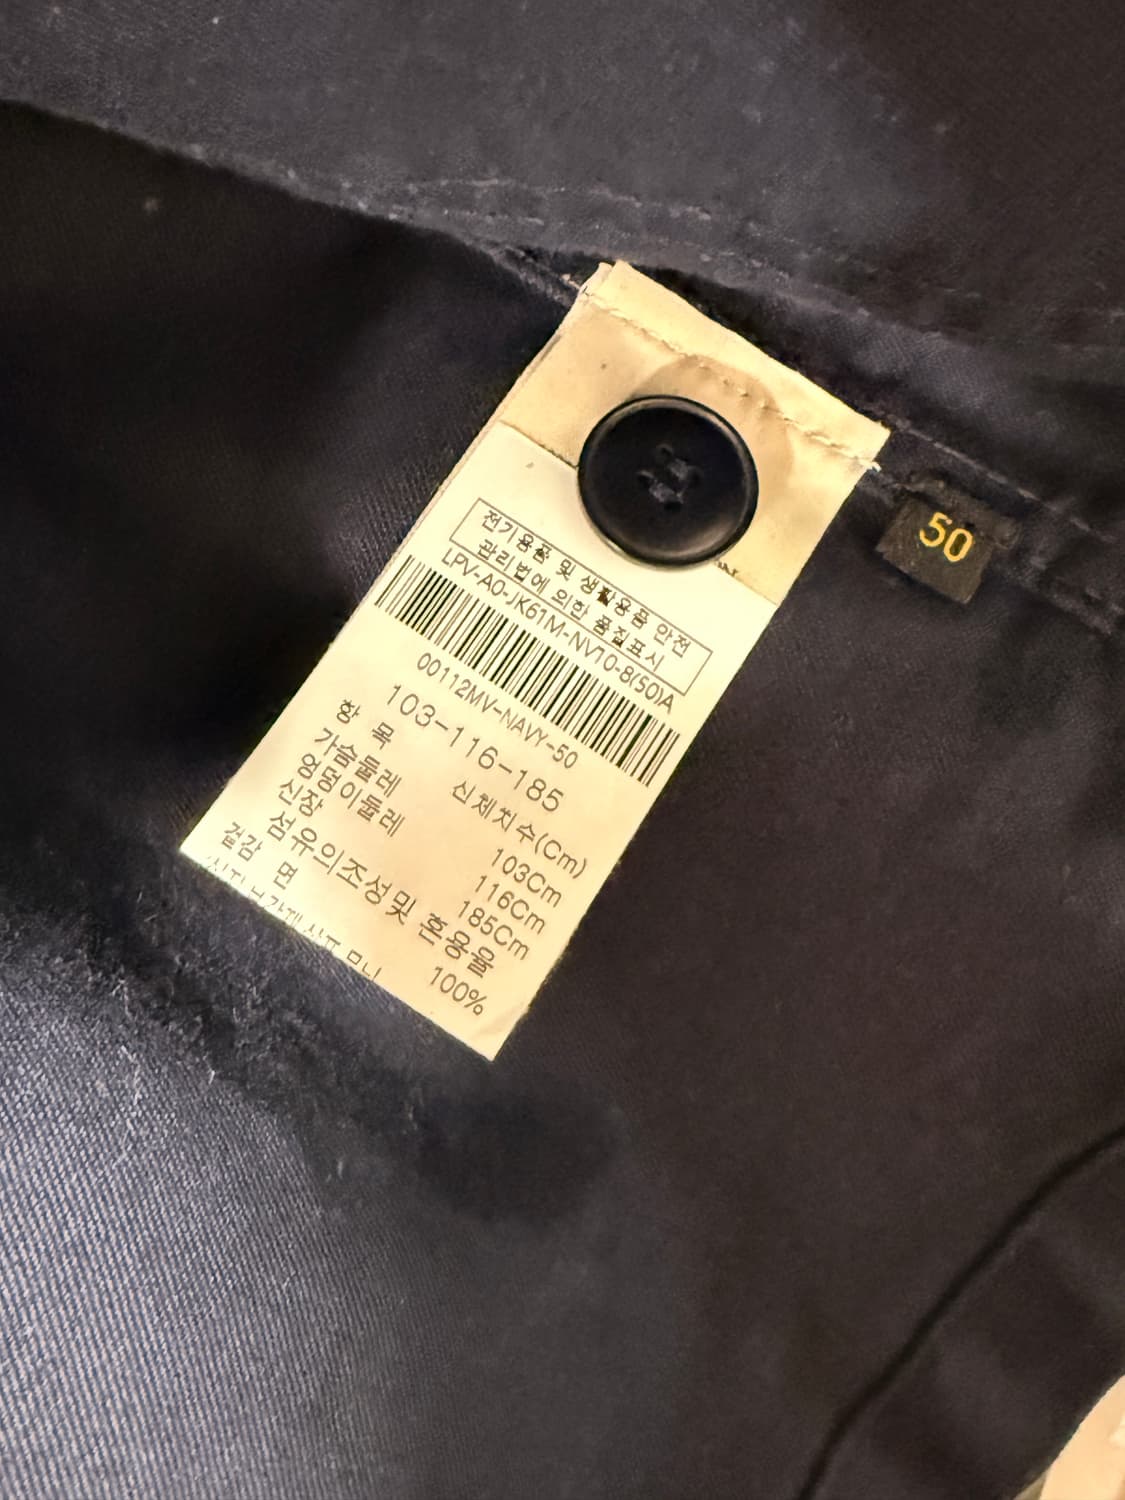 전기용품 및 생활용품 안전
관리법에 의한 품질표시
LPV-A0-JK61M-NV10-8(50)A
00112MV-NAVY-50
103-116-185
항 목 신체치수(Cm)
가슴둘레 103Cm
엉덩이둘레 116Cm
신장 185Cm
섬유의조성및 혼용율
겉감 면 100%
50